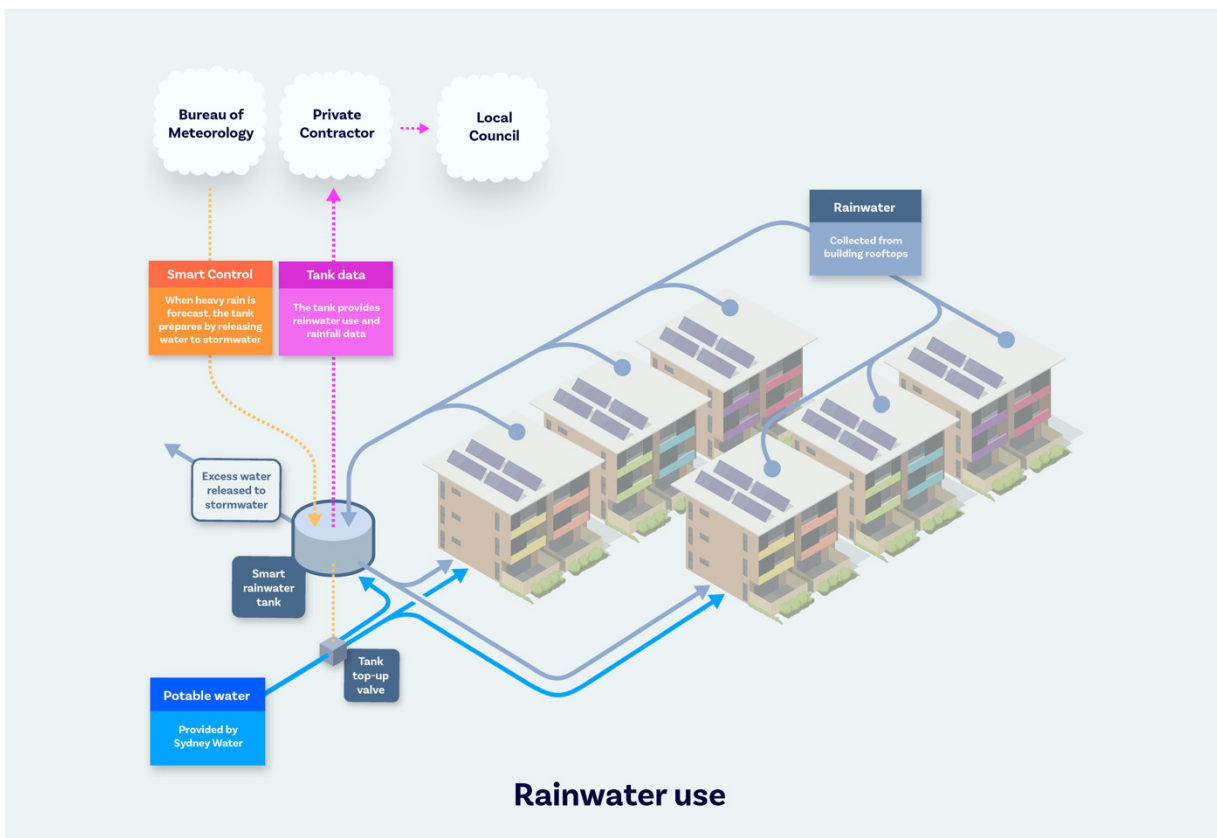 Bureau of
Meteorology
Private
Contractor
Local
Council
Rainwater
Collected from
building rooftops
Smart Control
When heavy rain is
forecast, the tank
prepares by releasing
water to stormwater
Tank data
The tank provides
rainwater use and
rainfall data
Excess water
released to
stormwater
Smart
rainwater
tank
Tank
top-up
valve
Potable water
Provided by
Sydney Water
Rainwater use